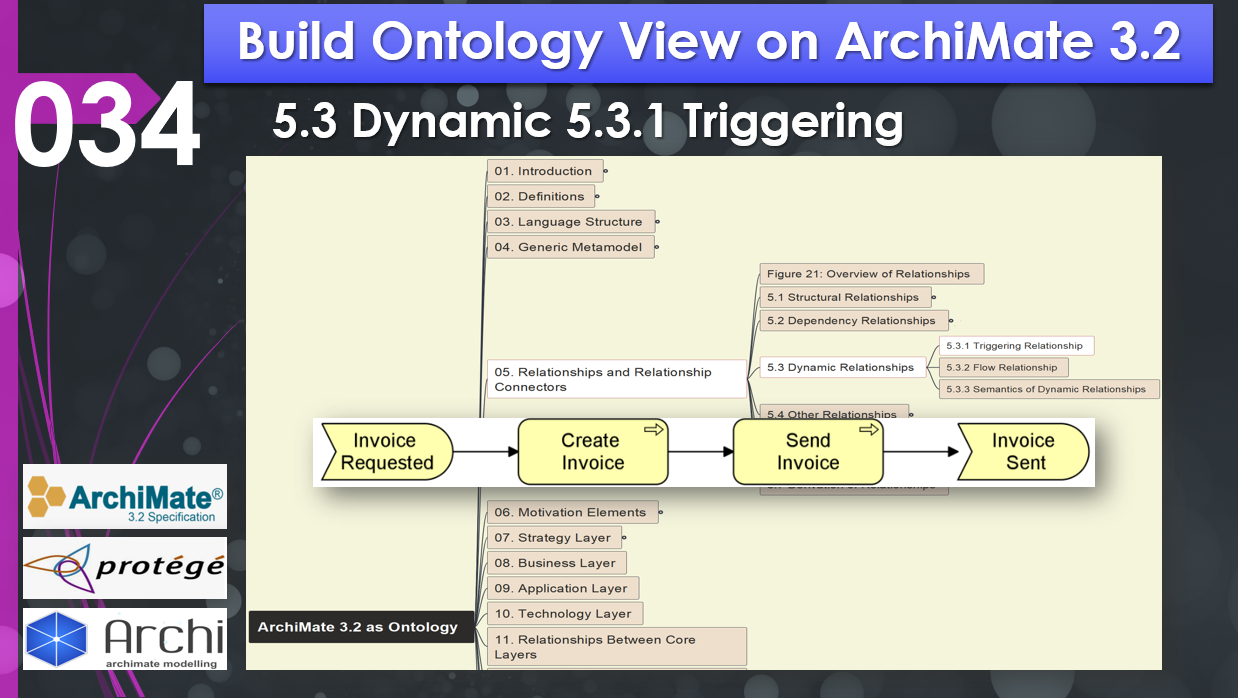 Build Ontology View on ArchiMate 3.2
034
5.3 Dynamic 5.3.1 Triggering
01. Introduction
02. Definitions
03. Language Structure
04. Generic Metamodel
Figure 21: Overview of Relationships
5.1 Structural Relationships
5.2 Dependency Relationships
5.3.1 Triggering Relationship
05. Relationships and Relationship
Connectors
5.3 Dynamic Relationships
5.3.2 Flow Relationship
5.3.3 Semantics of Dynamic Relationships
5.4 Other Relationships
Invoice
Requested
Create
Invoice
Send
Invoice
Invoice
Sent
06. Motivation Elements
07. Strategy Layer
08. Business Layer
09. Application Layer
10. Technology Layer
ArchiMate 3.2 as Ontology
11. Relationships Between Core
Layers
ArchiMate®
3.2 Specification
protégé
Archi
archimate modelling